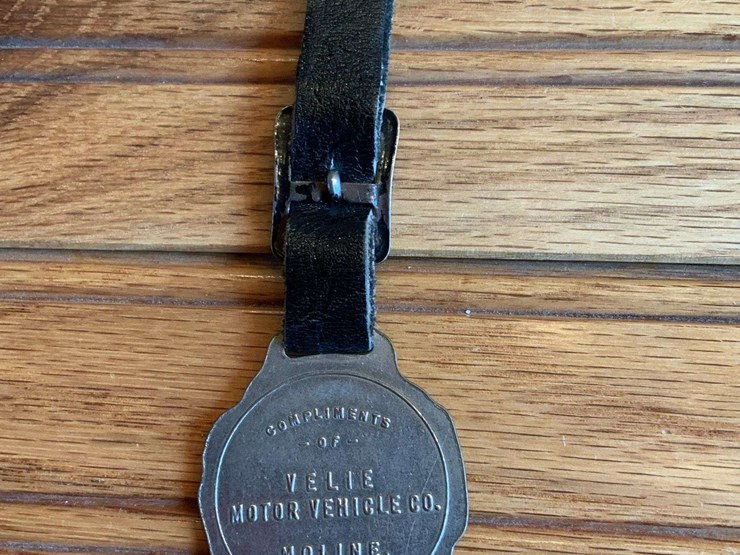 COMPLIMENTS
- OF -
VELIE
MOTOR VEHICLE CO.
MOLINE.